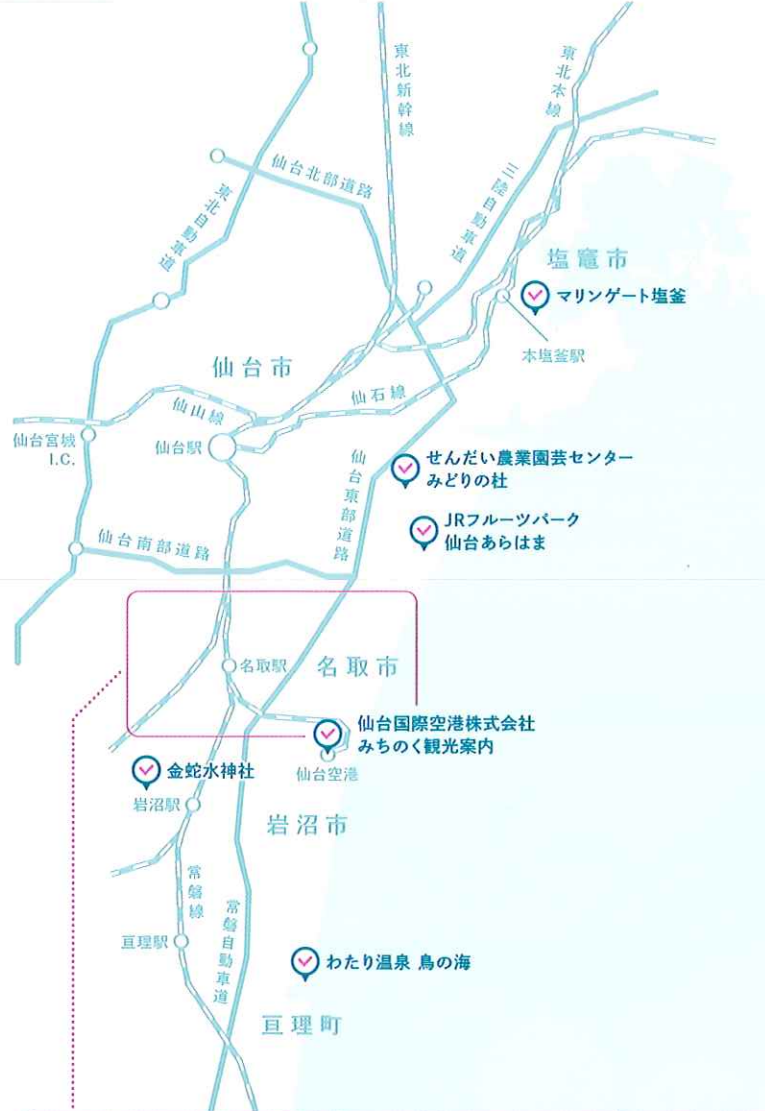 東北新幹線
東北本線
仙台北部道路
三陸自動車道
東北自動車道
塩竈市
マリンゲート塩釜
本塩釜駅
仙台市
仙山線
仙石線
仙台宮城
I.C.
仙台駅
せんだい農業園芸センター
みどりの杜
仙台東部道路
JRフルーツパーク
仙台あらはま
仙台南部道路
名取駅
名取市
仙台国際空港株式会社
みちのく観光案内
仙台空港
金蛇水神社
岩沼駅
岩沼市
常磐線
常磐自動車道
亘理駅
わたり温泉 鳥の海
亘理町